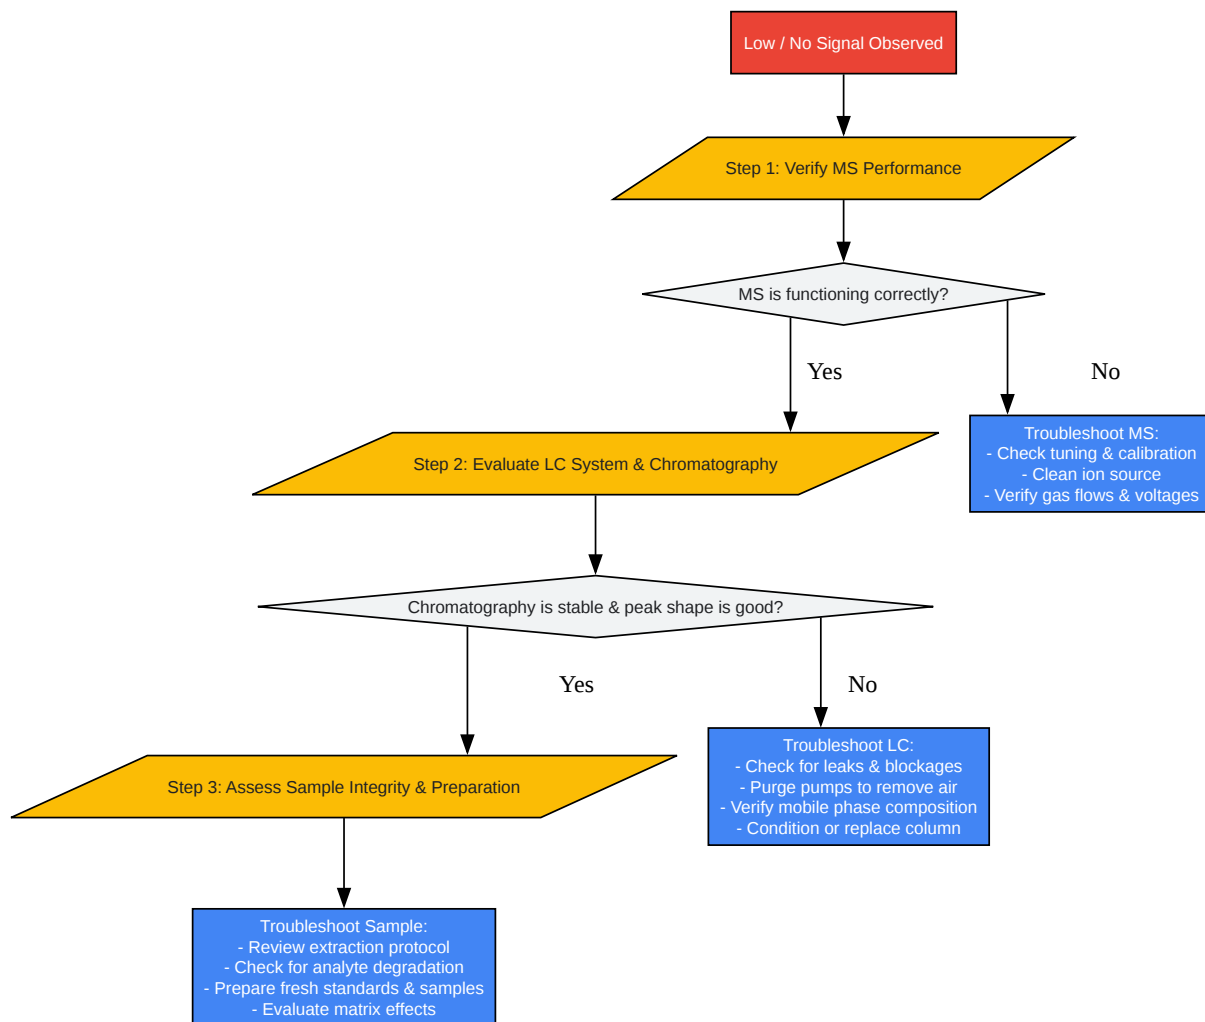 Low / No Signal Observed
Step 1: Verify MS Performance
MS is functioning correctly?
Yes
No
Troubleshoot MS:
- Check tuning & calibration
- Clean ion source
- Verify gas flows & voltages
Step 2: Evaluate LC System & Chromatography
Chromatography is stable & peak shape is good?
Yes
No
Troubleshoot LC:
- Check for leaks & blockages
- Purge pumps to remove air
- Verify mobile phase composition
- Condition or replace column
Step 3: Assess Sample Integrity & Preparation
Troubleshoot Sample:
- Review extraction protocol
- Check for analyte degradation
- Prepare fresh standards & samples
- Evaluate matrix effects